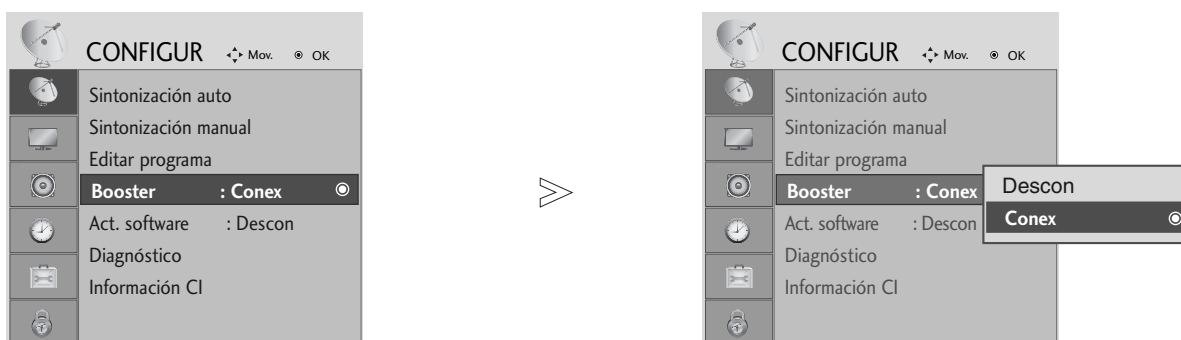 CONFIGUR Mov. OK
Sintonización auto
Sintonización manual
Editar programa
Booster : Conex
Act. software : Descon
Diagnóstico
Información CI
CONFIGUR Mov. OK
Sintonización auto
Sintonización manual
Editar programa
Booster : Conex
Act. software : Descon
Diagnóstico
Información CI
Descon
Conex